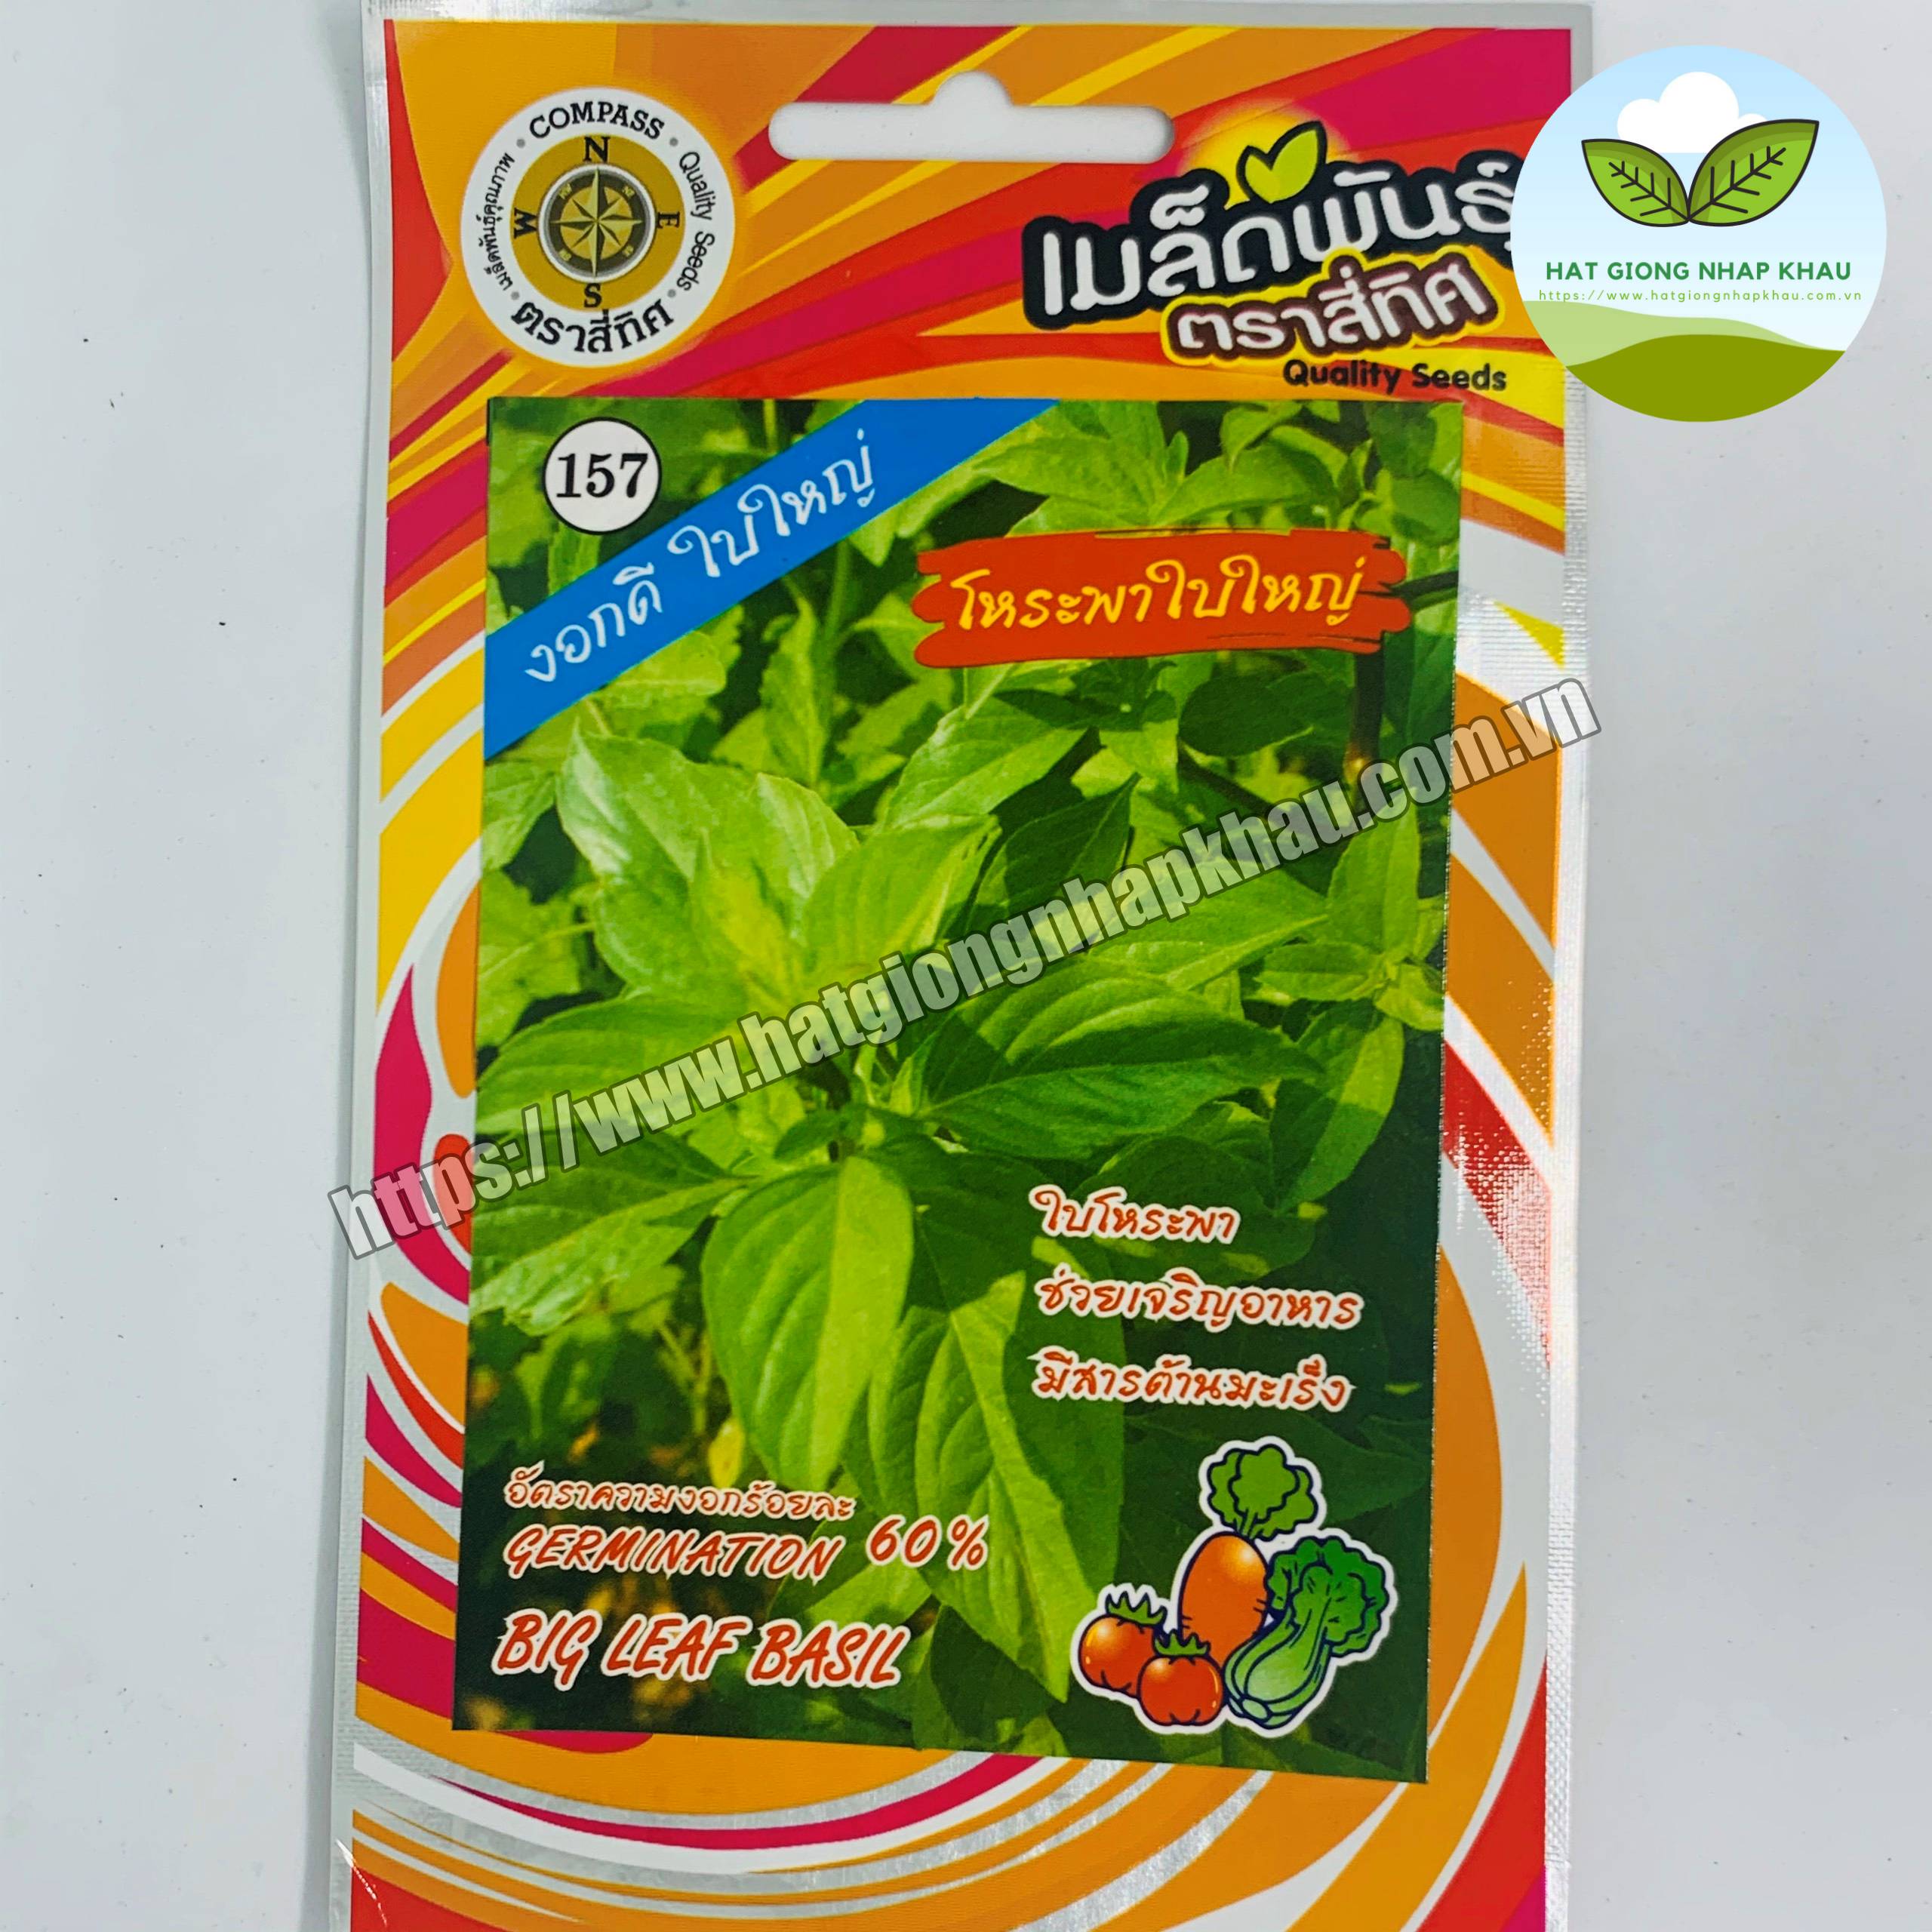 COMPASS
Quality Seeds
เมล็ดพันธุ์คุณภาพ
N
W
E
S
ตราสี่ทิศ
เมล็ดพันธุ์
ตราสี่ทิศ
Quality Seeds
HAT GIONG NHAP KHAU
https://www.hatgiongnhapkhau.com.vn
157
งอกดี ใบใหญ่
โหระพาใบใหญ่
https://www.hatgiongnhapkhau.com.vn
ใบโหระพา
ช่วยเจริญอาหาร
มีสารต้านมะเร็ง
อัตราความงอกร้อยละ
GERMINATION 60%
BIG LEAF BASIL